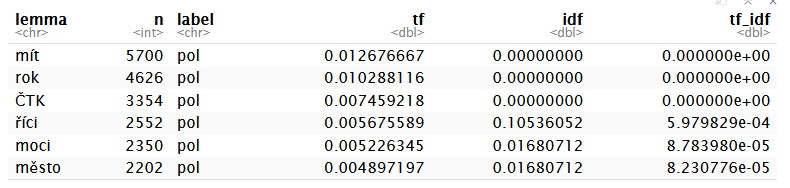 lemma n label tf idf tf_idf
<chr> <int> <chr> <dbl> <dbl> <dbl>
mít 5700 pol 0.012676667 0.00000000 0.000000e+00
rok 4626 pol 0.010288116 0.00000000 0.000000e+00
ČTK 3354 pol 0.007459218 0.00000000 0.000000e+00
říci 2552 pol 0.005675589 0.10536052 5.979829e-04
moci 2350 pol 0.005226345 0.01680712 8.783980e-05
město 2202 pol 0.004897197 0.01680712 8.230776e-05